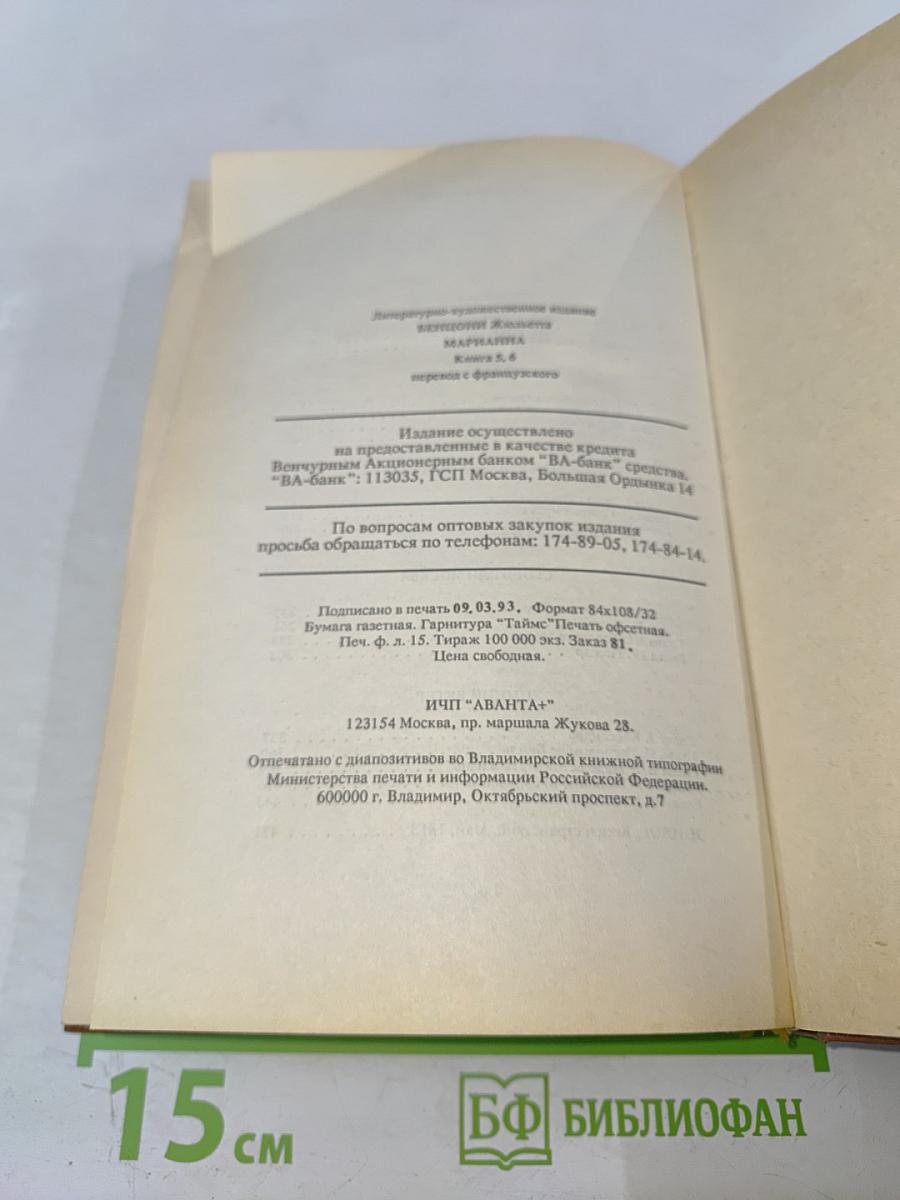 Литературно-художественное издание
БЕНЦОНИ Жюльетта
МАРИАННА
Книга 5, 6
перевод с французского
Издание осуществлено
на предоставленные в качестве кредита
Венчурным Акционерным банком "ВА-банк" средства.
"ВА-банк": 113035, ГСП Москва, Большая Ордынка 14
По вопросам оптовых закупок издания
просьба обращаться по телефонам: 174-89-05, 174-84-14.
Подписано в печать 09.03.93. Формат 84х108/32
Бумага газетная. Гарнитура "Таймс"Печать офсетная.
Печ. ф. л. 15. Тираж 100 000 экз. Заказ 81.
Цена свободная.
ИЧП "АВАНТА+"
123154 Москва, пр. маршала Жукова 28.
Отпечатано с диапозитивов во Владимирской книжной типографии
Министерства печати и информации Российской Федерации.
600000 г. Владимир, Октябрьский проспект, д.7
15 см
БФ БИБЛИОФАН